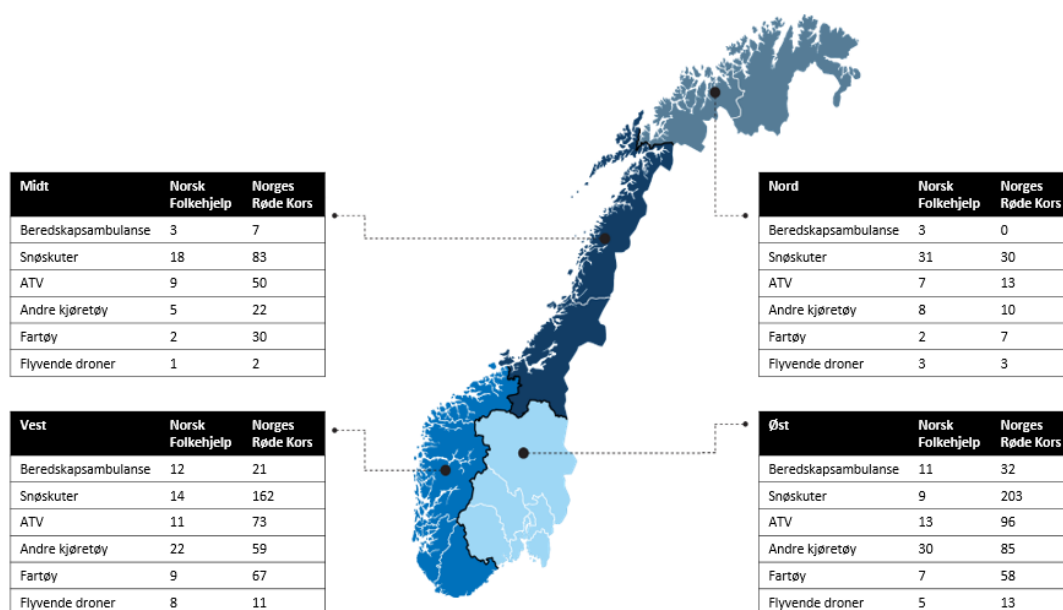 Midt Norsk Folkehjelp Norges Røde Kors
Beredskapsambulanse 3 7
Snøskuter 18 83
ATV 9 50
Andre kjøretøy 5 22
Fartøy 2 30
Flyvende droner 1 2
Nord Norsk Folkehjelp Norges Røde Kors
Beredskapsambulanse 3 0
Snøskuter 31 30
ATV 7 13
Andre kjøretøy 8 10
Fartøy 2 7
Flyvende droner 3 3
Vest Norsk Folkehjelp Norges Røde Kors
Beredskapsambulanse 12 21
Snøskuter 14 162
ATV 11 73
Andre kjøretøy 22 59
Fartøy 9 67
Flyvende droner 8 11
Øst Norsk Folkehjelp Norges Røde Kors
Beredskapsambulanse 11 32
Snøskuter 9 203
ATV 13 96
Andre kjøretøy 30 85
Fartøy 7 58
Flyvende droner 5 13